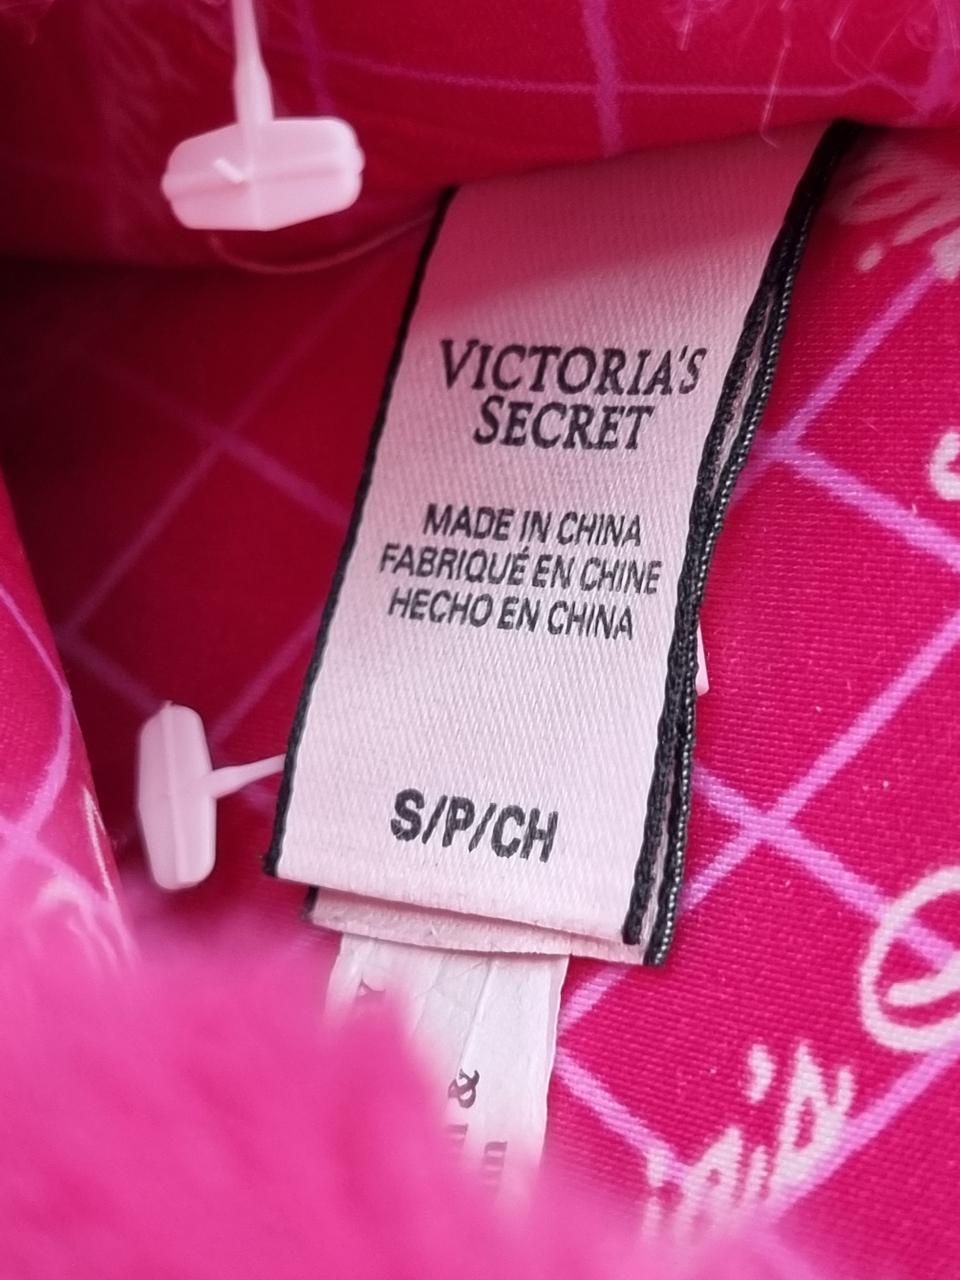 VICTORIA'S
SECRET
MADE IN CHINA
FABRIQUÉ EN CHINE
HECHO EN CHINA
S/P/CH
&